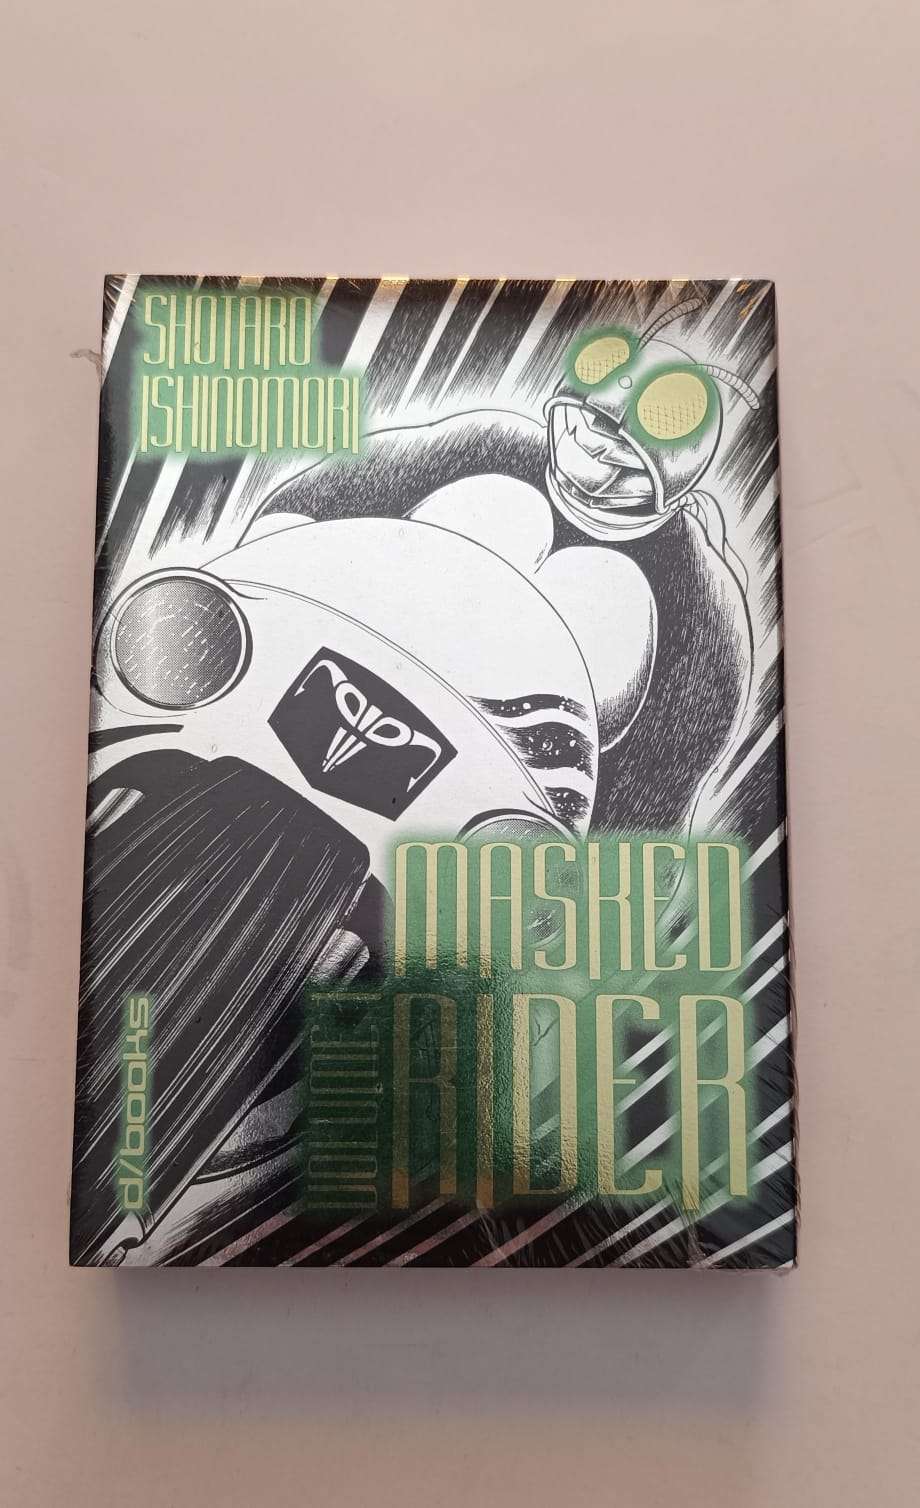 SHOTARO
ISHINOMORI
MASKED
RIDER
VOLUME 1
d/books